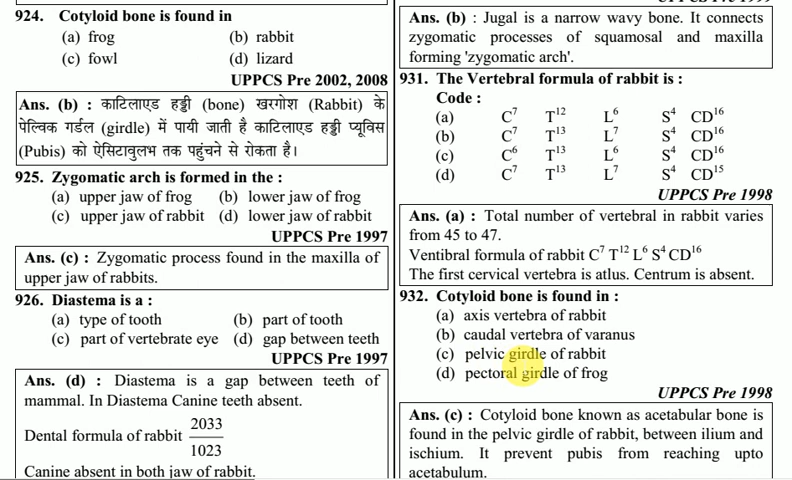 924. Cotyloid bone is found in
(a) frog (b) rabbit
(c) fowl (d) lizard
UPPCS Pre 2002, 2008
Ans. (b) : काटिलाएड हड्डी (bone) खरगोश (Rabbit) के
पेल्विक गर्डल (girdle) में पायी जाती है काटिलाएड हड्डी प्यूविस
(Pubis) को ऐसिटाबुलभ तक पहुंचने से रोकता है।
925. Zygomatic arch is formed in the :
(a) upper jaw of frog (b) lower jaw of frog
(c) upper jaw of rabbit (d) lower jaw of rabbit
UPPCS Pre 1997
Ans. (c) : Zygomatic process found in the maxilla of
upper jaw of rabbits.
926. Diastema is a :
(a) type of tooth (b) part of tooth
(c) part of vertebrate eye (d) gap between teeth
UPPCS Pre 1997
Ans. (d) : Diastema is a gap between teeth of
mammal. In Diastema Canine teeth absent.
Dental formula of rabbit 2033
1023
Canine absent in both jaw of rabbit.
Ans. (b) : Jugal is a narrow wavy bone. It connects
zygomatic processes of squamosal and maxilla
forming 'zygomatic arch'.
931. The Vertebral formula of rabbit is :
Code :
(a) C⁷ T¹² L⁶ S⁴ CD¹⁶
(b) C⁷ T¹³ L⁷ S⁴ CD¹⁶
(c) C⁶ T¹³ L⁶ S⁴ CD¹⁶
(d) C⁷ T¹³ L⁷ S⁴ CD¹⁵
UPPCS Pre 1998
Ans. (a) : Total number of vertebral in rabbit varies
from 45 to 47.
Ventibral formula of rabbit C⁷ T¹² L⁶ S⁴ CD¹⁶
The first cervical vertebra is atlus. Centrum is absent.
932. Cotyloid bone is found in :
(a) axis vertebra of rabbit
(b) caudal vertebra of varanus
(c) pelvic girdle of rabbit
(d) pectoral girdle of frog
UPPCS Pre 1998
Ans. (c) : Cotyloid bone known as acetabular bone is
found in the pelvic girdle of rabbit, between ilium and
ischium. It prevent pubis from reaching upto
acetabulum.